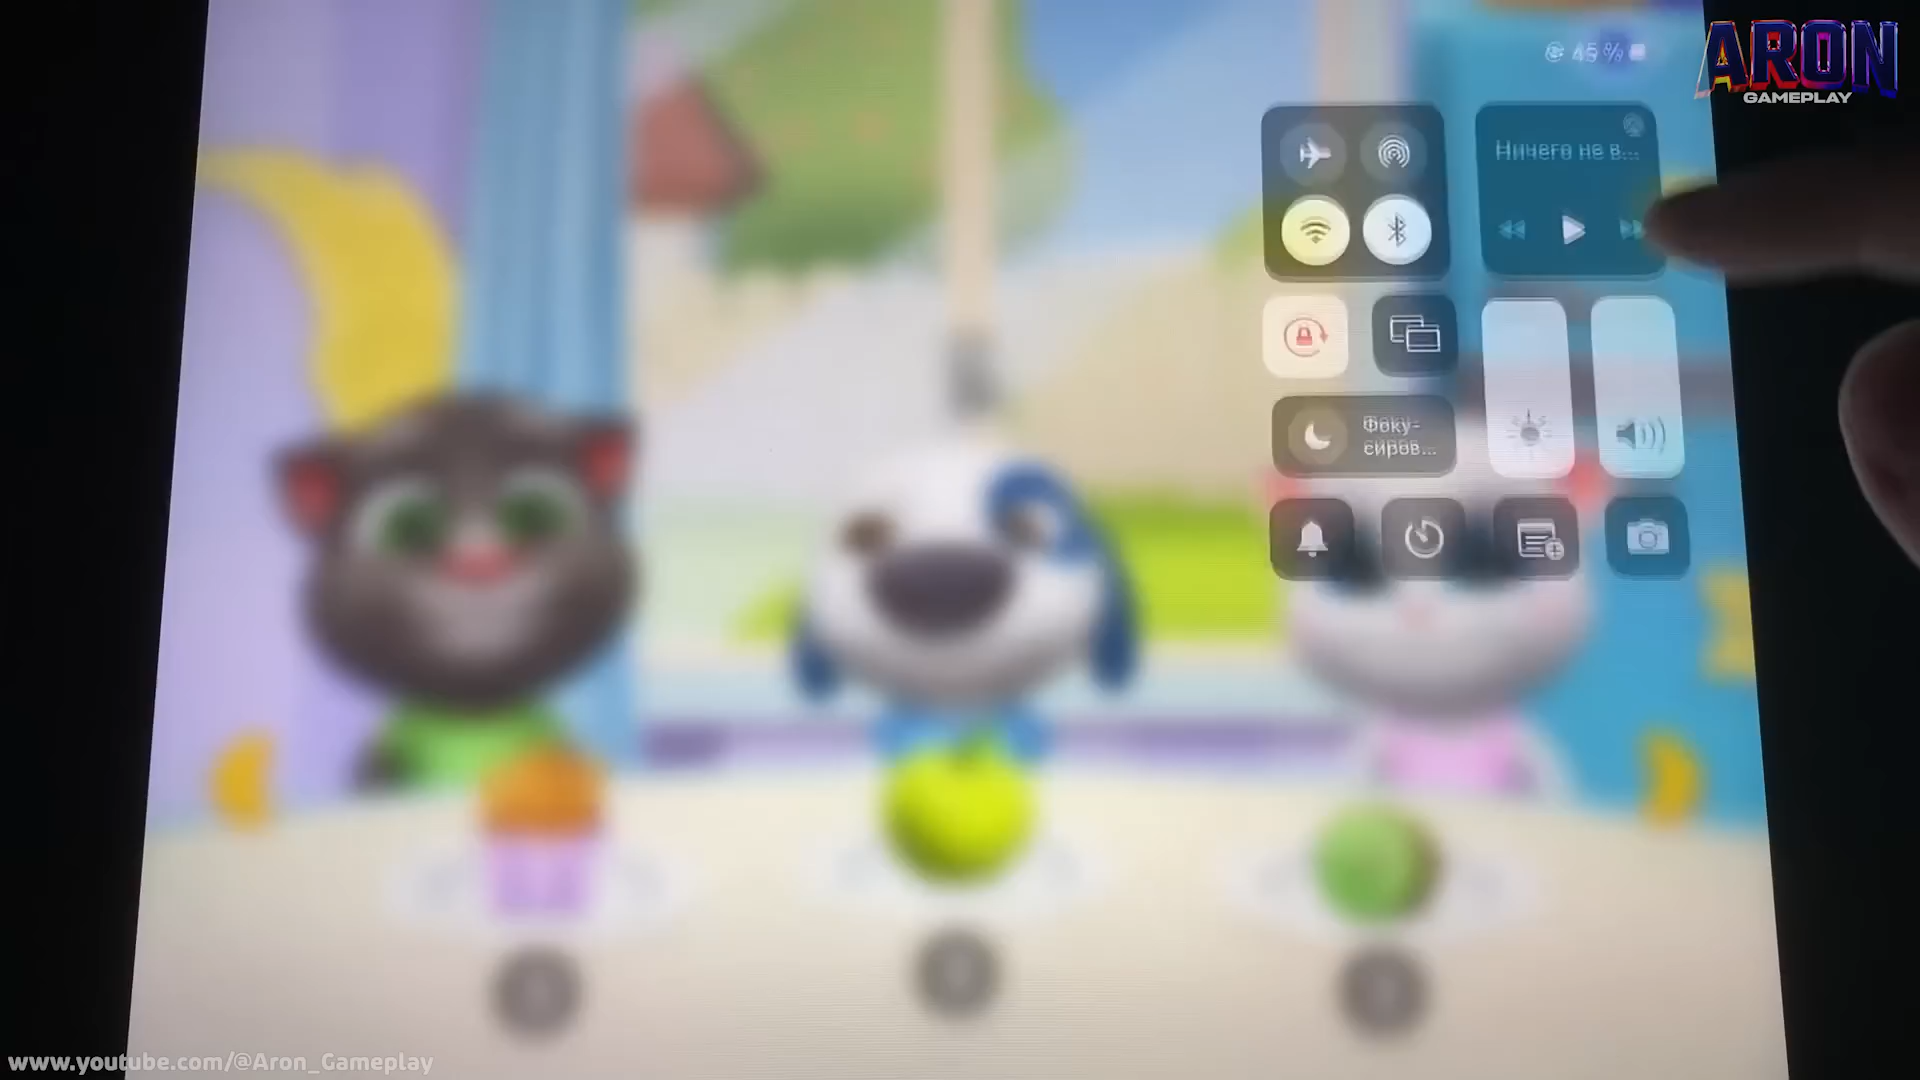 ARON
GAMEPLAY
45 %
Ничего не в...
Фоку-
сиров...
www.youtube.com/@Aron_Gameplay